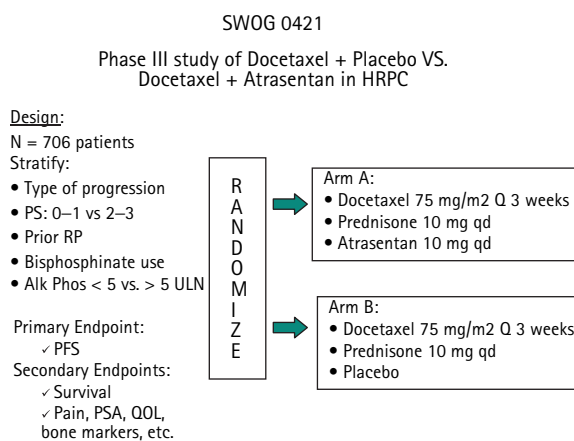 SWOG 0421
Phase III study of Docetaxel + Placebo VS.
Docetaxel + Atrasentan in HRPC
Design:
N = 706 patients
Stratify:
• Type of progression
• PS: 0–1 vs 2–3
• Prior RP
• Bisphosphinate use
• Alk Phos < 5 vs. > 5 ULN
Primary Endpoint:
✓ PFS
Secondary Endpoints:
✓ Survival
✓ Pain, PSA, QOL,
bone markers, etc.
R
A
N
D
O
M
I
Z
E
Arm A:
• Docetaxel 75 mg/m2 Q 3 weeks
• Prednisone 10 mg qd
• Atrasentan 10 mg qd
Arm B:
• Docetaxel 75 mg/m2 Q 3 weeks
• Prednisone 10 mg qd
• Placebo